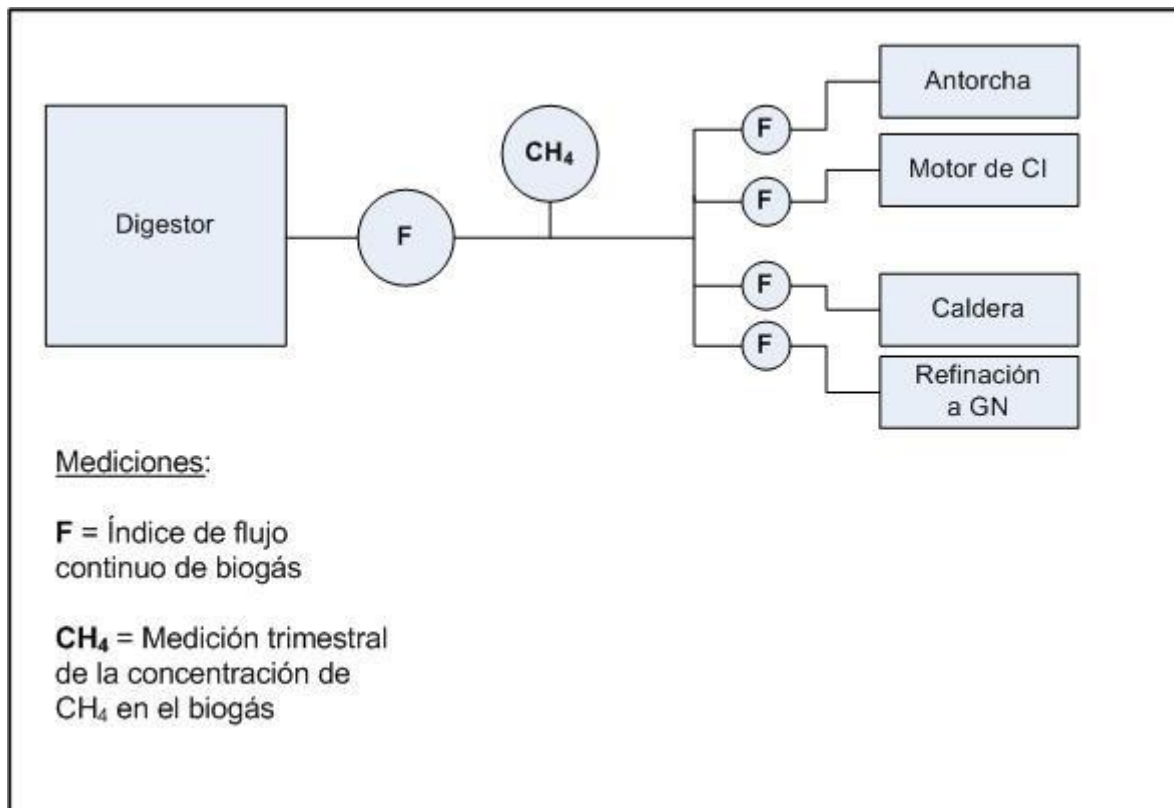 Digestor
F
CH₄
F
F
F
F
Antorcha
Motor de CI
Caldera
Refinación
a GN
Mediciones:
F = Índice de flujo
continuo de biogás
CH₄ = Medición trimestral
de la concentración de
CH₄ en el biogás